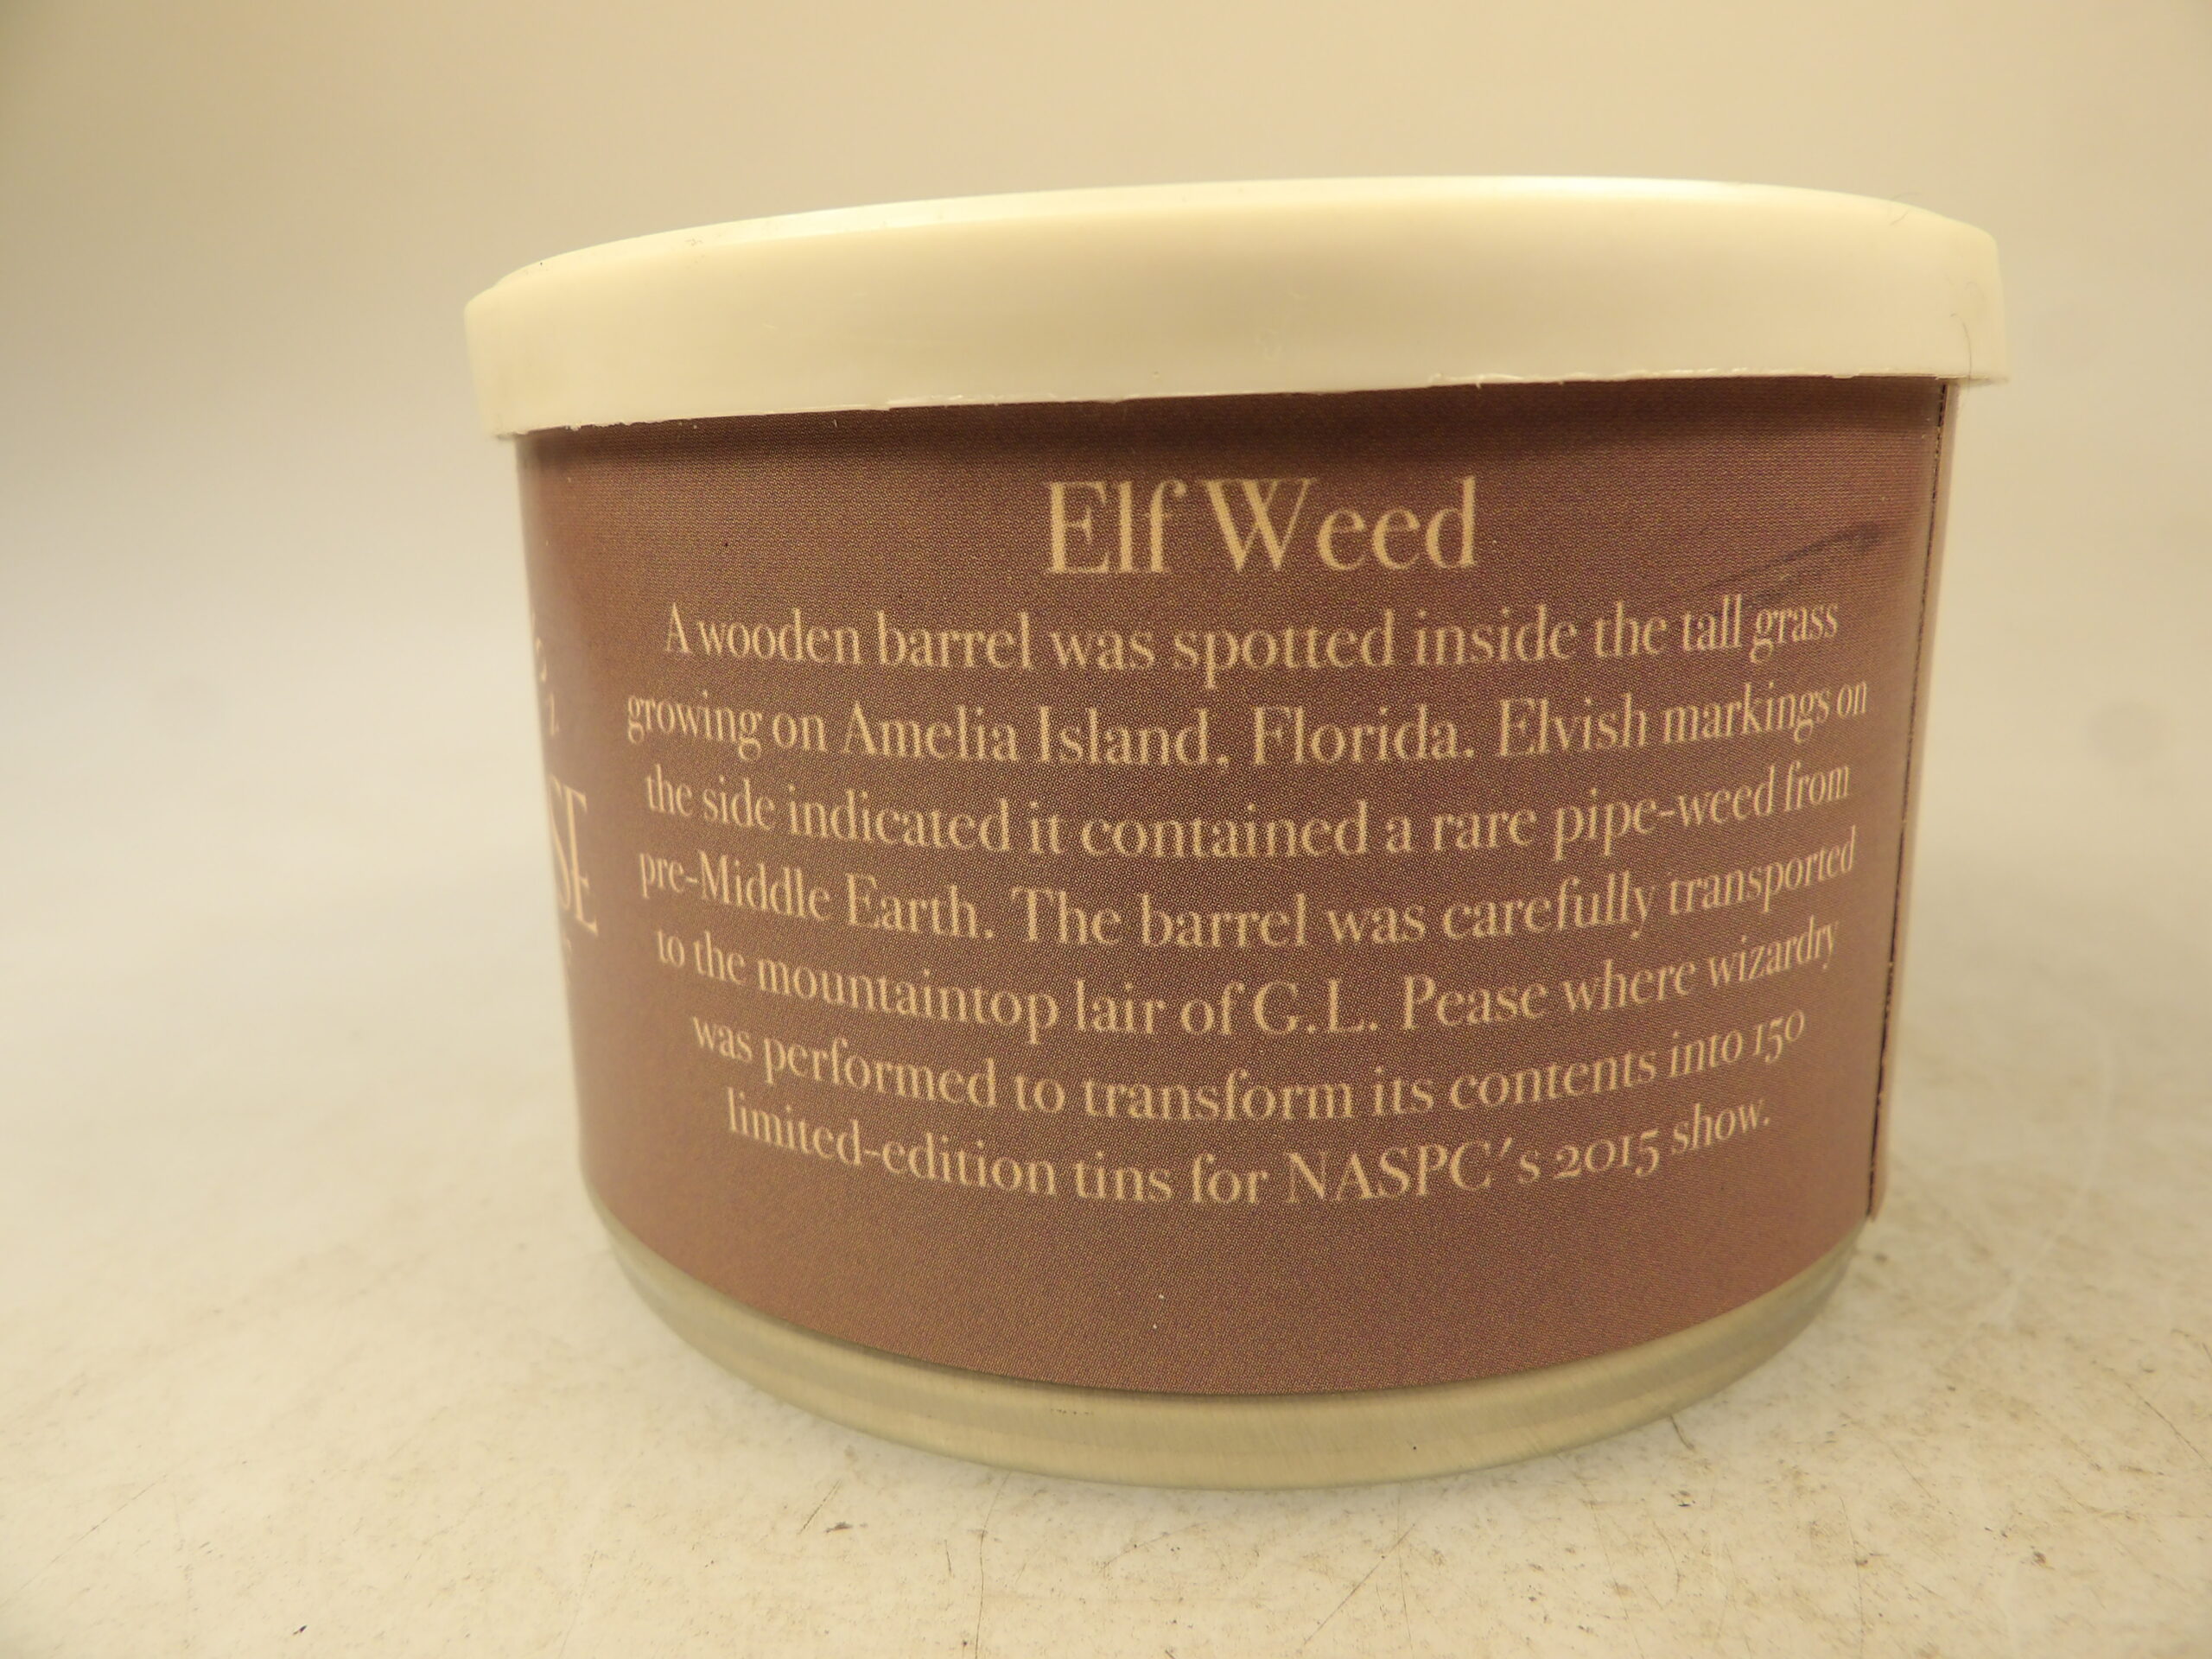 Elf Weed
A wooden barrel was spotted inside the tall grass
growing on Amelia Island, Florida. Elvish markings on
the side indicated it contained a rare pipe-weed from
pre-Middle Earth. The barrel was carefully transported
to the mountaintop lair of G.L. Pease where wizardry
was performed to transform its contents into 150
limited-edition tins for NASPC's 2015 show.